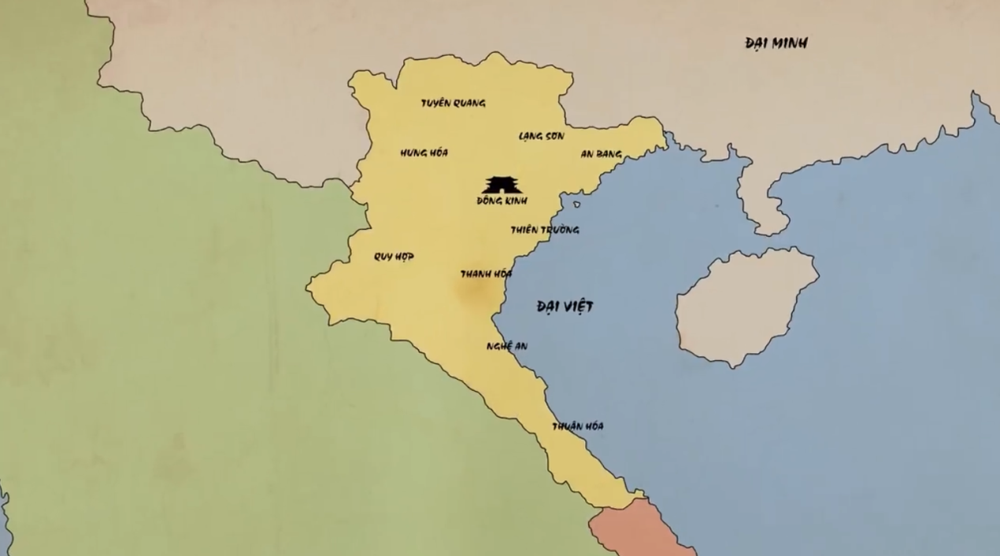 ĐẠI MINH
TUYÊN QUANG
LẠNG SƠN
HƯNG HÓA
AN BANG
ĐÔNG KINH
THIÊN TRƯỜNG
QUY HỢP
THANH HÓA
ĐẠI VIỆT
NGHỆ AN
THUẬN HÓA